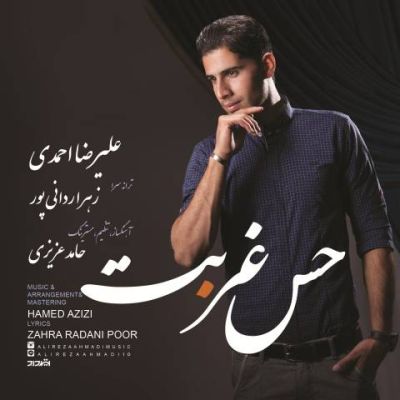 علیرضا احمدی
ترانه سرا
زهرا ردانی پور
آهنگساز، تنظیم، مسترینگ
حامد عزیزی
حس غربت
MUSIC &
ARRANGEMENT&
MASTERING
HAMED AZIZI
LYRICS
ZAHRA RADANI POOR
ALIREZAAHMADIMUSIC
ALIREZAAHMADI10